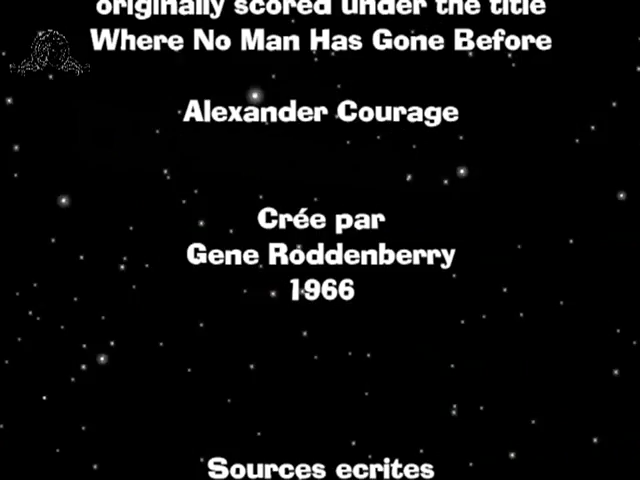 originally scored under the title
Where No Man Has Gone Before
Alexander Courage
Crée par
Gene Roddenberry
1966
Sources ecrites